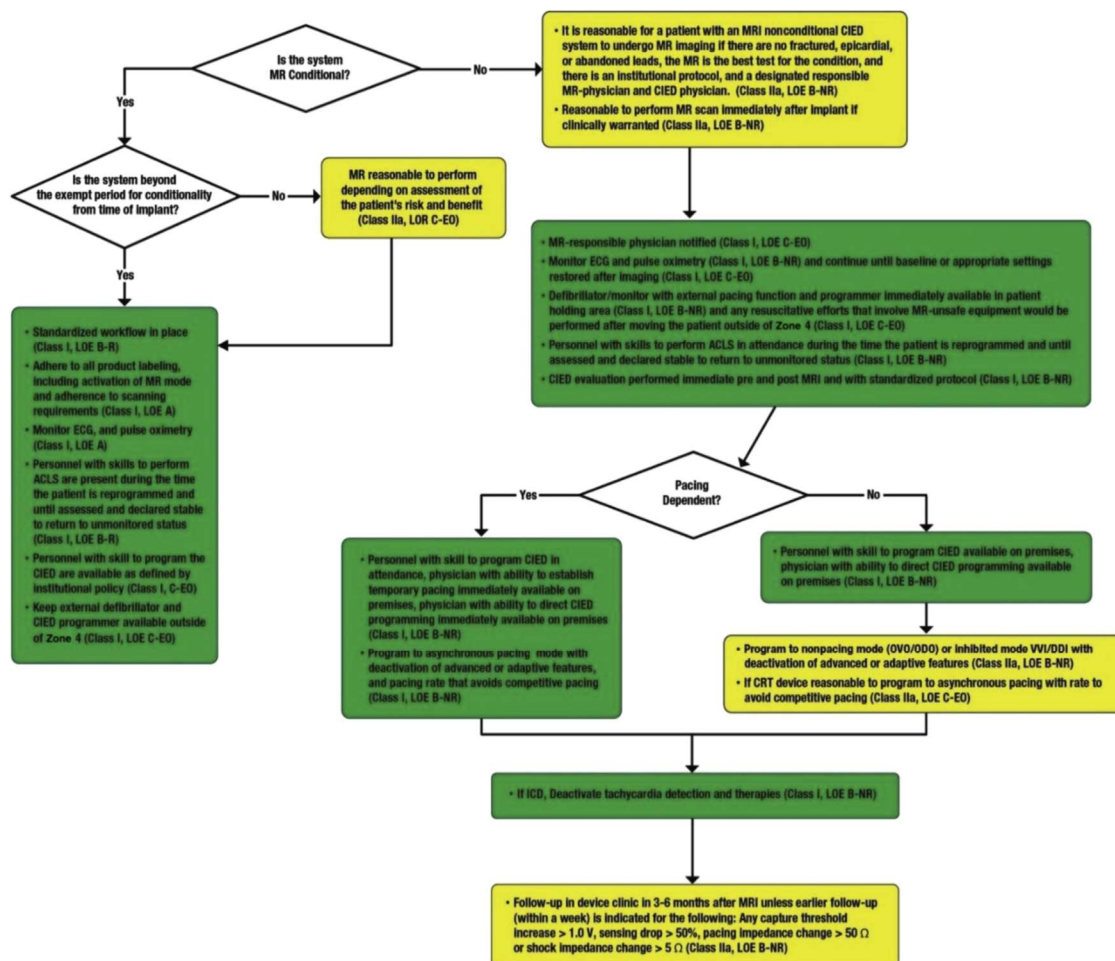 Is the system
MR Conditional?
No
Yes
• It is reasonable for a patient with an MRI nonconditional CIED
system to undergo MR imaging if there are no fractured, epicardial,
or abandoned leads, the MR is the best test for the condition, and
there is an institutional protocol, and a designated responsible
MR-physician and CIED physician. (Class IIa, LOE B-NR)
• Reasonable to perform MR scan immediately after implant if
clinically warranted (Class IIa, LOE B-NR)
Is the system beyond
the exempt period for conditionality
from time of implant?
No
Yes
MR reasonable to perform
depending on assessment of
the patient's risk and benefit
(Class IIa, LOR C-EO)
• Standardized workflow in place
(Class I, LOE B-R)
• Adhere to all product labeling,
including activation of MR mode
and adherence to scanning
requirements (Class I, LOE A)
• Monitor ECG, and pulse oximetry
(Class I, LOE A)
• Personnel with skills to perform
ACLS are present during the time
the patient is reprogrammed and
until assessed and declared stable
to return to unmonitored status
(Class I, LOE B-R)
• Personnel with skill to program the
CIED are available as defined by
institutional policy (Class I, C-EO)
• Keep external defibrillator and
CIED programmer available outside
of Zone 4 (Class I, LOE C-EO)
• MR-responsible physician notified (Class I, LOE C-EO)
• Monitor ECG and pulse oximetry (Class I, LOE B-NR) and continue until baseline or appropriate settings
restored after imaging (Class I, LOE C-EO)
• Defibrillator/monitor with external pacing function and programmer immediately available in patient
holding area (Class I, LOE B-NR) and any resuscitative efforts that involve MR-unsafe equipment would be
performed after moving the patient outside of Zone 4 (Class I, LOE C-EO)
• Personnel with skills to perform ACLS in attendance during the time the patient is reprogrammed and until
assessed and declared stable to return to unmonitored status (Class I, LOE B-NR)
• CIED evaluation performed immediate pre and post MRI and with standardized protocol (Class I, LOE B-NR)
Pacing
Dependent?
Yes
No
• Personnel with skill to program CIED in
attendance, physician with ability to establish
temporary pacing immediately available on
premises, physician with ability to direct CIED
programming immediately available on premises
(Class I, LOE B-NR)
• Program to asynchronous pacing mode with
deactivation of advanced or adaptive features,
and pacing rate that avoids competitive pacing
(Class I, LOE B-NR)
• Personnel with skill to program CIED available on premises,
physician with ability to direct CIED programming available
on premises (Class I, LOE B-NR)
• Program to nonpacing mode (OVO/ODO) or inhibited mode VVI/DDI with
deactivation of advanced or adaptive features (Class IIa, LOE B-NR)
• If CRT device reasonable to program to asynchronous pacing with rate to
avoid competitive pacing (Class IIa, LOE C-EO)
• If ICD, Deactivate tachycardia detection and therapies (Class I, LOE B-NR)
• Follow-up in device clinic in 3-6 months after MRI unless earlier follow-up
(within a week) is indicated for the following: Any capture threshold
increase > 1.0 V, sensing drop > 50%, pacing impedance change > 50 Ω
or shock impedance change > 5 Ω (Class IIa, LOE B-NR)